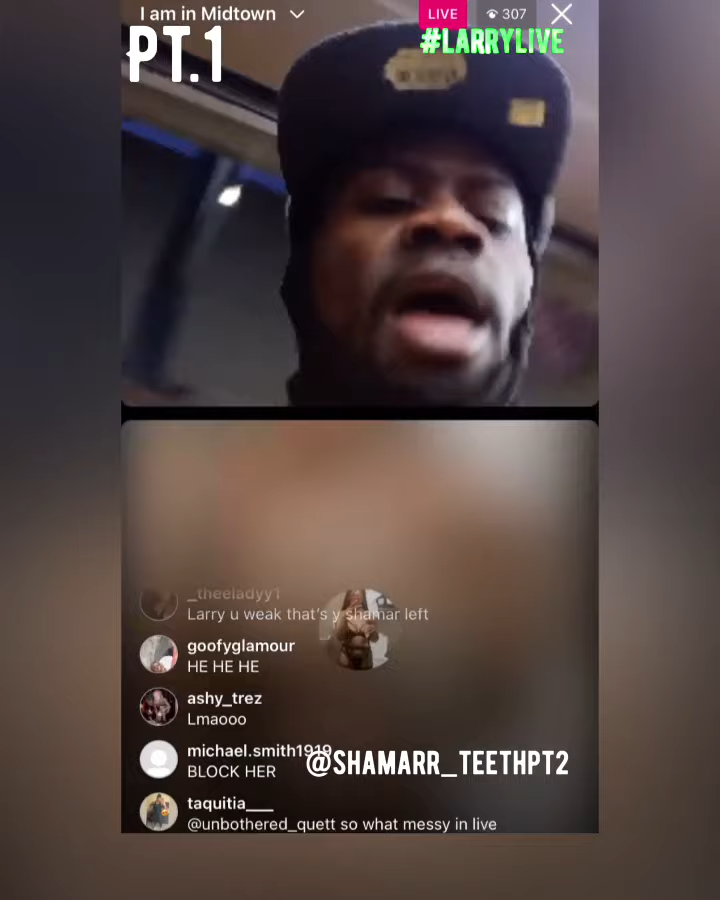 I am in Midtown
LIVE
307
PT.1
#LARRYLIVE
_theeladyy1
Larry u weak that's y shamar left
goofyglamour
HE HE HE
ashy_trez
Lmaooo
michael.smith1919
BLOCK HER
@SHAMARR_TEETHPT2
taquitia___
@unbothered_quett so what messy in live